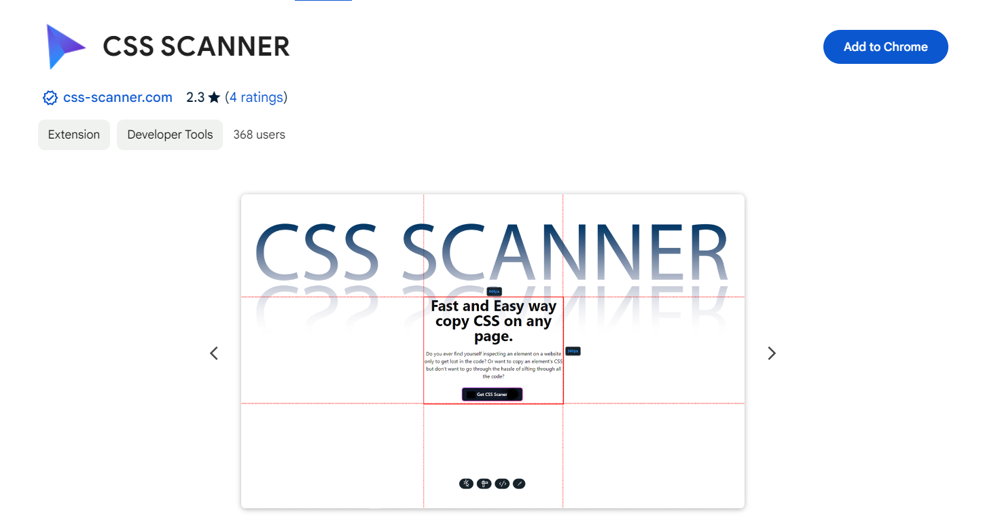 CSS SCANNER
Add to Chrome
css-scanner.com 2.3 ★ (4 ratings)
Extension Developer Tools 368 users
CSS SCANNER
444px
Fast and Easy way
copy CSS on any
page.
340px
Do you ever find yourself inspecting an element on a website
only to get lost in the code? Or want to copy an element's CSS
but don't want to go through the hassle of sifting through all
the code?
Get CSS Scaner